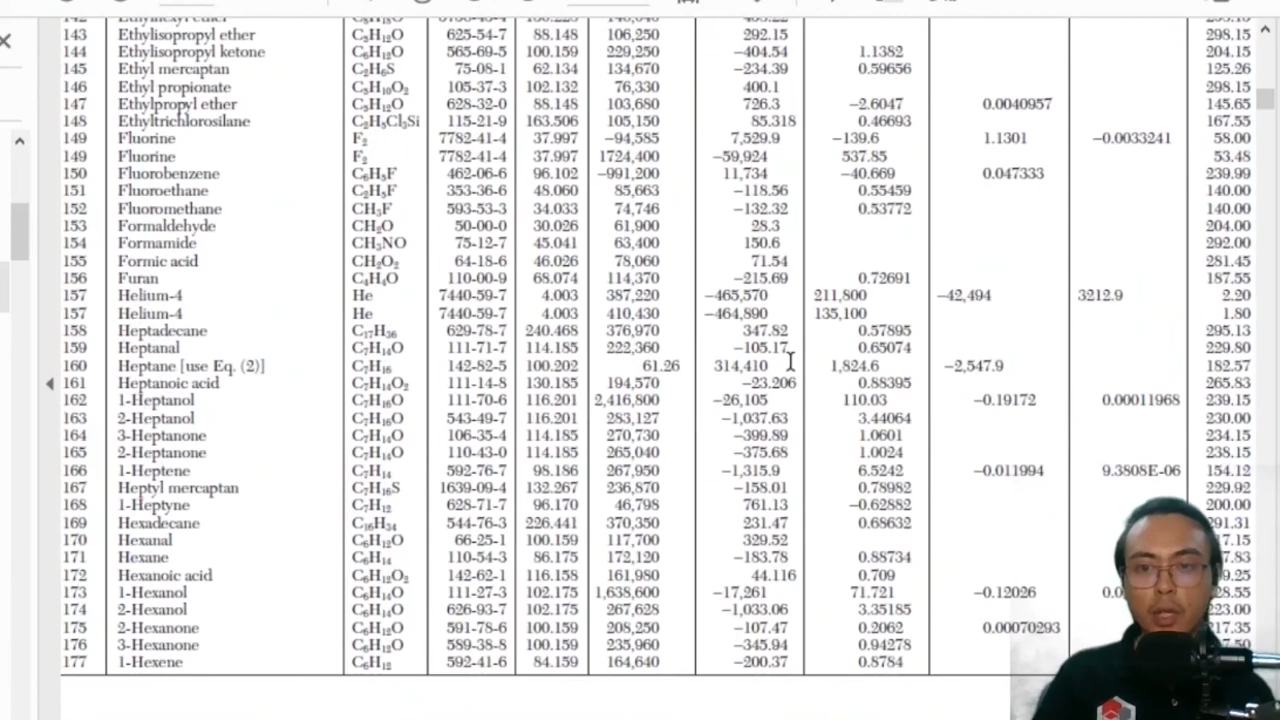 143 Ethylisopropyl ether C₅H₁₂O 625-54-7 88.148 106,250 292.15 298.15
144 Ethylisopropyl ketone C₆H₁₂O 565-69-5 100.159 229,250 −404.54 1.1382 204.15
145 Ethyl mercaptan C₂H₆S 75-08-1 62.134 134,670 −234.39 0.59656 125.26
146 Ethyl propionate C₅H₁₀O₂ 105-37-3 102.132 76,330 400.1 298.15
147 Ethylpropyl ether C₅H₁₂O 628-32-0 88.148 103,680 726.3 −2.6047 0.0040957 145.65
148 Ethyltrichlorosilane C₂H₅Cl₃Si 115-21-9 163.506 105,150 85.318 0.46693 167.55
149 Fluorine F₂ 7782-41-4 37.997 −94,585 7,529.9 −139.6 1.1301 −0.0033241 58.00
149 Fluorine F₂ 7782-41-4 37.997 1724,400 −59,924 537.85 53.48
150 Fluorobenzene C₆H₅F 462-06-6 96.102 −991,200 11,734 −40.669 0.047333 239.99
151 Fluoroethane C₂H₅F 353-36-6 48.060 85,663 −118.56 0.55459 140.00
152 Fluoromethane CH₃F 593-53-3 34.033 74,746 −132.32 0.53772 140.00
153 Formaldehyde CH₂O 50-00-0 30.026 61,900 28.3 204.00
154 Formamide CH₃NO 75-12-7 45.041 63,400 150.6 292.00
155 Formic acid CH₂O₂ 64-18-6 46.026 78,060 71.54 281.45
156 Furan C₄H₄O 110-00-9 68.074 114,370 −215.69 0.72691 187.55
157 Helium-4 He 7440-59-7 4.003 387,220 −465,570 211,800 −42,494 3212.9 2.20
157 Helium-4 He 7440-59-7 4.003 410,430 −464,890 135,100 1.80
158 Heptadecane C₁₇H₃₆ 629-78-7 240.468 376,970 347.82 0.57895 295.13
159 Heptanal C₇H₁₄O 111-71-7 114.185 222,360 −105.17 0.65074 229.80
160 Heptane [use Eq. (2)] C₇H₁₆ 142-82-5 100.202 61.26 314,410 1,824.6 −2,547.9 182.57
161 Heptanoic acid C₇H₁₄O₂ 111-14-8 130.185 194,570 −23.206 0.88395 265.83
162 1-Heptanol C₇H₁₆O 111-70-6 116.201 2,416,800 −26,105 110.03 −0.19172 0.00011968 239.15
163 2-Heptanol C₇H₁₆O 543-49-7 116.201 283,127 −1,037.63 3.44064 230.00
164 3-Heptanone C₇H₁₄O 106-35-4 114.185 270,730 −399.89 1.0601 234.15
165 2-Heptanone C₇H₁₄O 110-43-0 114.185 265,040 −375.68 1.0024 238.15
166 1-Heptene C₇H₁₄ 592-76-7 98.186 267,950 −1,315.9 6.5242 −0.011994 9.3808E-06 154.12
167 Heptyl mercaptan C₇H₁₆S 1639-09-4 132.267 236,870 −158.01 0.78982 229.92
168 1-Heptyne C₇H₁₂ 628-71-7 96.170 46,798 761.13 −0.62882 200.00
169 Hexadecane C₁₆H₃₄ 544-76-3 226.441 370,350 231.47 0.68632 291.31
170 Hexanal C₆H₁₂O 66-25-1 100.159 117,700 329.52
171 Hexane C₆H₁₄ 110-54-3 86.175 172,120 −183.78 0.88734
172 Hexanoic acid C₆H₁₂O₂ 142-62-1 116.158 161,980 44.116 0.709
173 1-Hexanol C₆H₁₄O 111-27-3 102.175 1,638,600 −17,261 71.721 −0.12026
174 2-Hexanol C₆H₁₄O 626-93-7 102.175 267,628 −1,033.06 3.35185
175 2-Hexanone C₆H₁₂O 591-78-6 100.159 208,250 −107.47 0.2062 0.00070293
176 3-Hexanone C₆H₁₂O 589-38-8 100.159 235,960 −345.94 0.94278
177 1-Hexene C₆H₁₂ 592-41-6 84.159 164,640 −200.37 0.8784